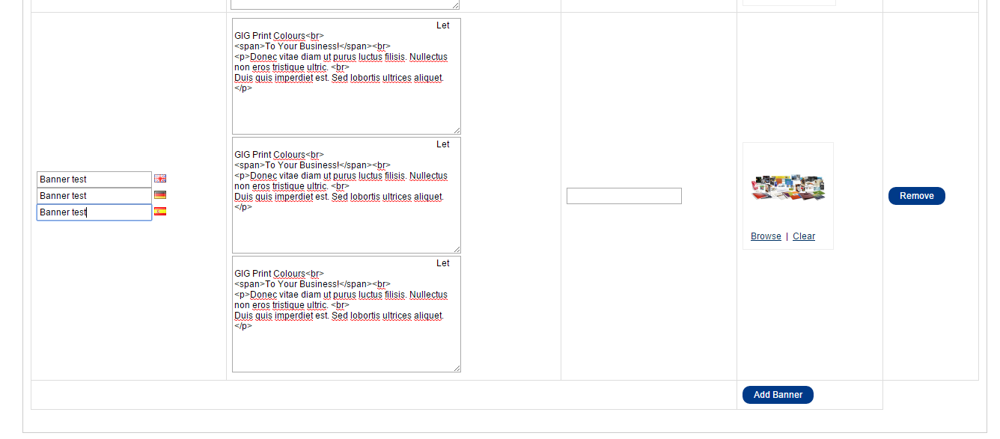 Let
GIG Print Colours<br>
<span>To Your Business!</span><br>
<p>Donec vitae diam ut purus luctus filisis. Nullectus
non eros tristique ultric. <br>
Duis quis imperdiet est. Sed lobortis ultrices aliquet.
</p>
Let
GIG Print Colours<br>
<span>To Your Business!</span><br>
<p>Donec vitae diam ut purus luctus filisis. Nullectus
non eros tristique ultric. <br>
Duis quis imperdiet est. Sed lobortis ultrices aliquet.
</p>
Let
GIG Print Colours<br>
<span>To Your Business!</span><br>
<p>Donec vitae diam ut purus luctus filisis. Nullectus
non eros tristique ultric. <br>
Duis quis imperdiet est. Sed lobortis ultrices aliquet.
</p>
Banner test
Banner test
Banner test
Browse | Clear
Remove
Add Banner